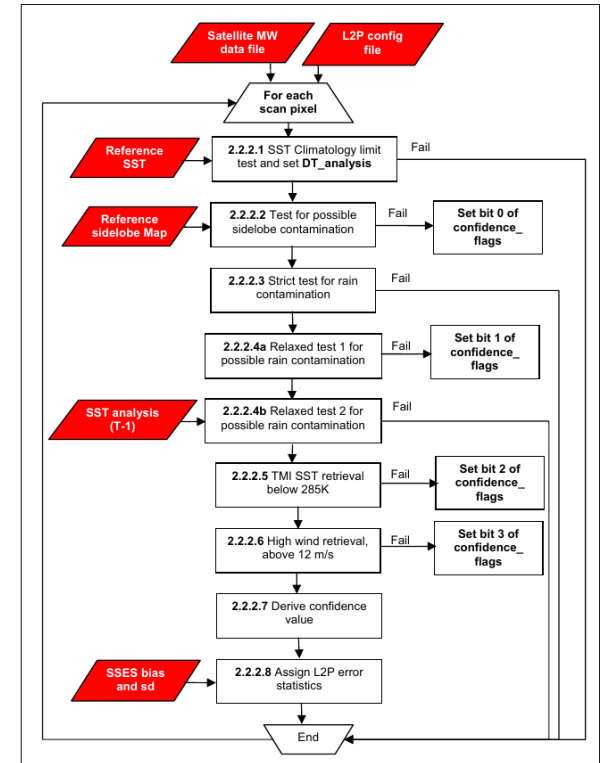 Satellite MW
data file
L2P config
file
For each
scan pixel
Reference
SST
2.2.2.1 SST Climatology limit
test and set DT_analysis
Fail
Reference
sidelobe Map
2.2.2.2 Test for possible
sidelobe contamination
Fail
Set bit 0 of
confidence_
flags
2.2.2.3 Strict test for rain
contamination
Fail
2.2.2.4a Relaxed test 1 for
possible rain contamination
Fail
Set bit 1 of
confidence_
flags
SST analysis
(T-1)
2.2.2.4b Relaxed test 2 for
possible rain contamination
Fail
2.2.2.5 TMI SST retrieval
below 285K
Fail
Set bit 2 of
confidence_
flags
2.2.2.6 High wind retrieval,
above 12 m/s
Fail
Set bit 3 of
confidence_
flags
2.2.2.7 Derive confidence
value
SSES bias
and sd
2.2.2.8 Assign L2P error
statistics
End